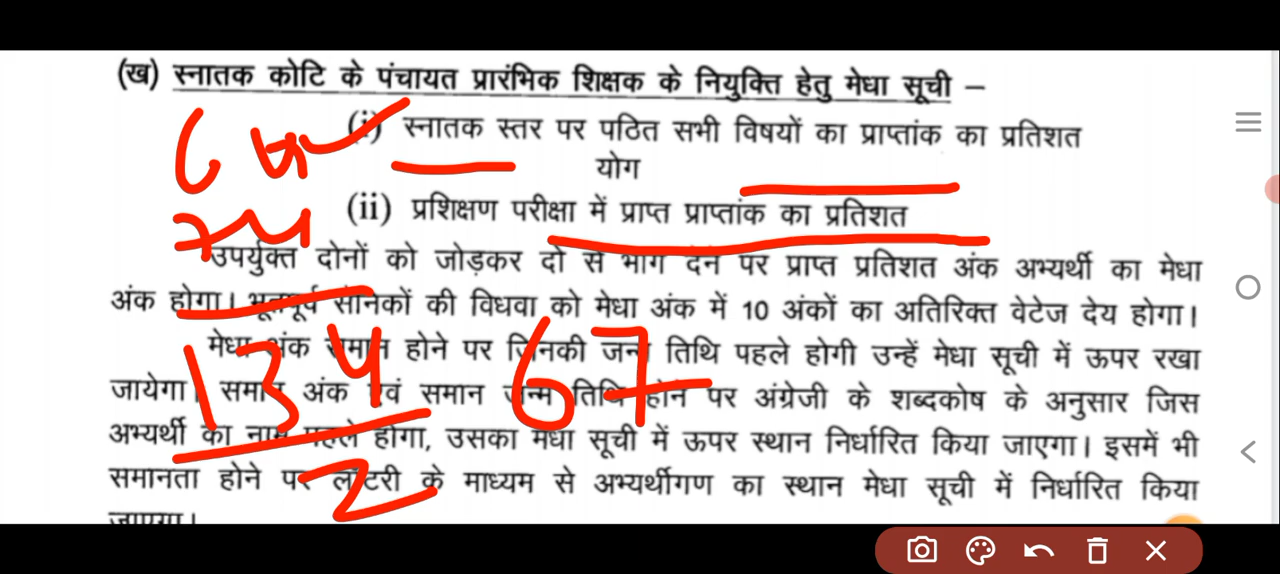 (ख) स्नातक कोटि के पंचायत प्रारंभिक शिक्षक के नियुक्ति हेतु मेधा सूची –
(i) स्नातक स्तर पर पठित सभी विषयों का प्राप्तांक का प्रतिशत
योग
(ii) प्रशिक्षण परीक्षा में प्राप्त प्राप्तांक का प्रतिशत
उपर्युक्त दोनों को जोड़कर दो से भाग देने पर प्राप्त प्रतिशत अंक अभ्यर्थी का मेधा
अंक होगा। भूतपूर्व सैनिकों की विधवा को मेधा अंक में 10 अंकों का अतिरिक्त वेटेज देय होगा।
मेधा अंक समान होने पर जिनकी जन्म तिथि पहले होगी उन्हें मेधा सूची में ऊपर रखा
जायेगा। समान अंक एवं समान जन्म तिथि होने पर अंग्रेजी के शब्दकोष के अनुसार जिस
अभ्यर्थी का नाम पहले होगा, उसका मेधा सूची में ऊपर स्थान निर्धारित किया जाएगा। इसमें भी
समानता होने पर लॉटरी के माध्यम से अभ्यर्थीगण का स्थान मेधा सूची में निर्धारित किया
जाएगा।
134
2
67